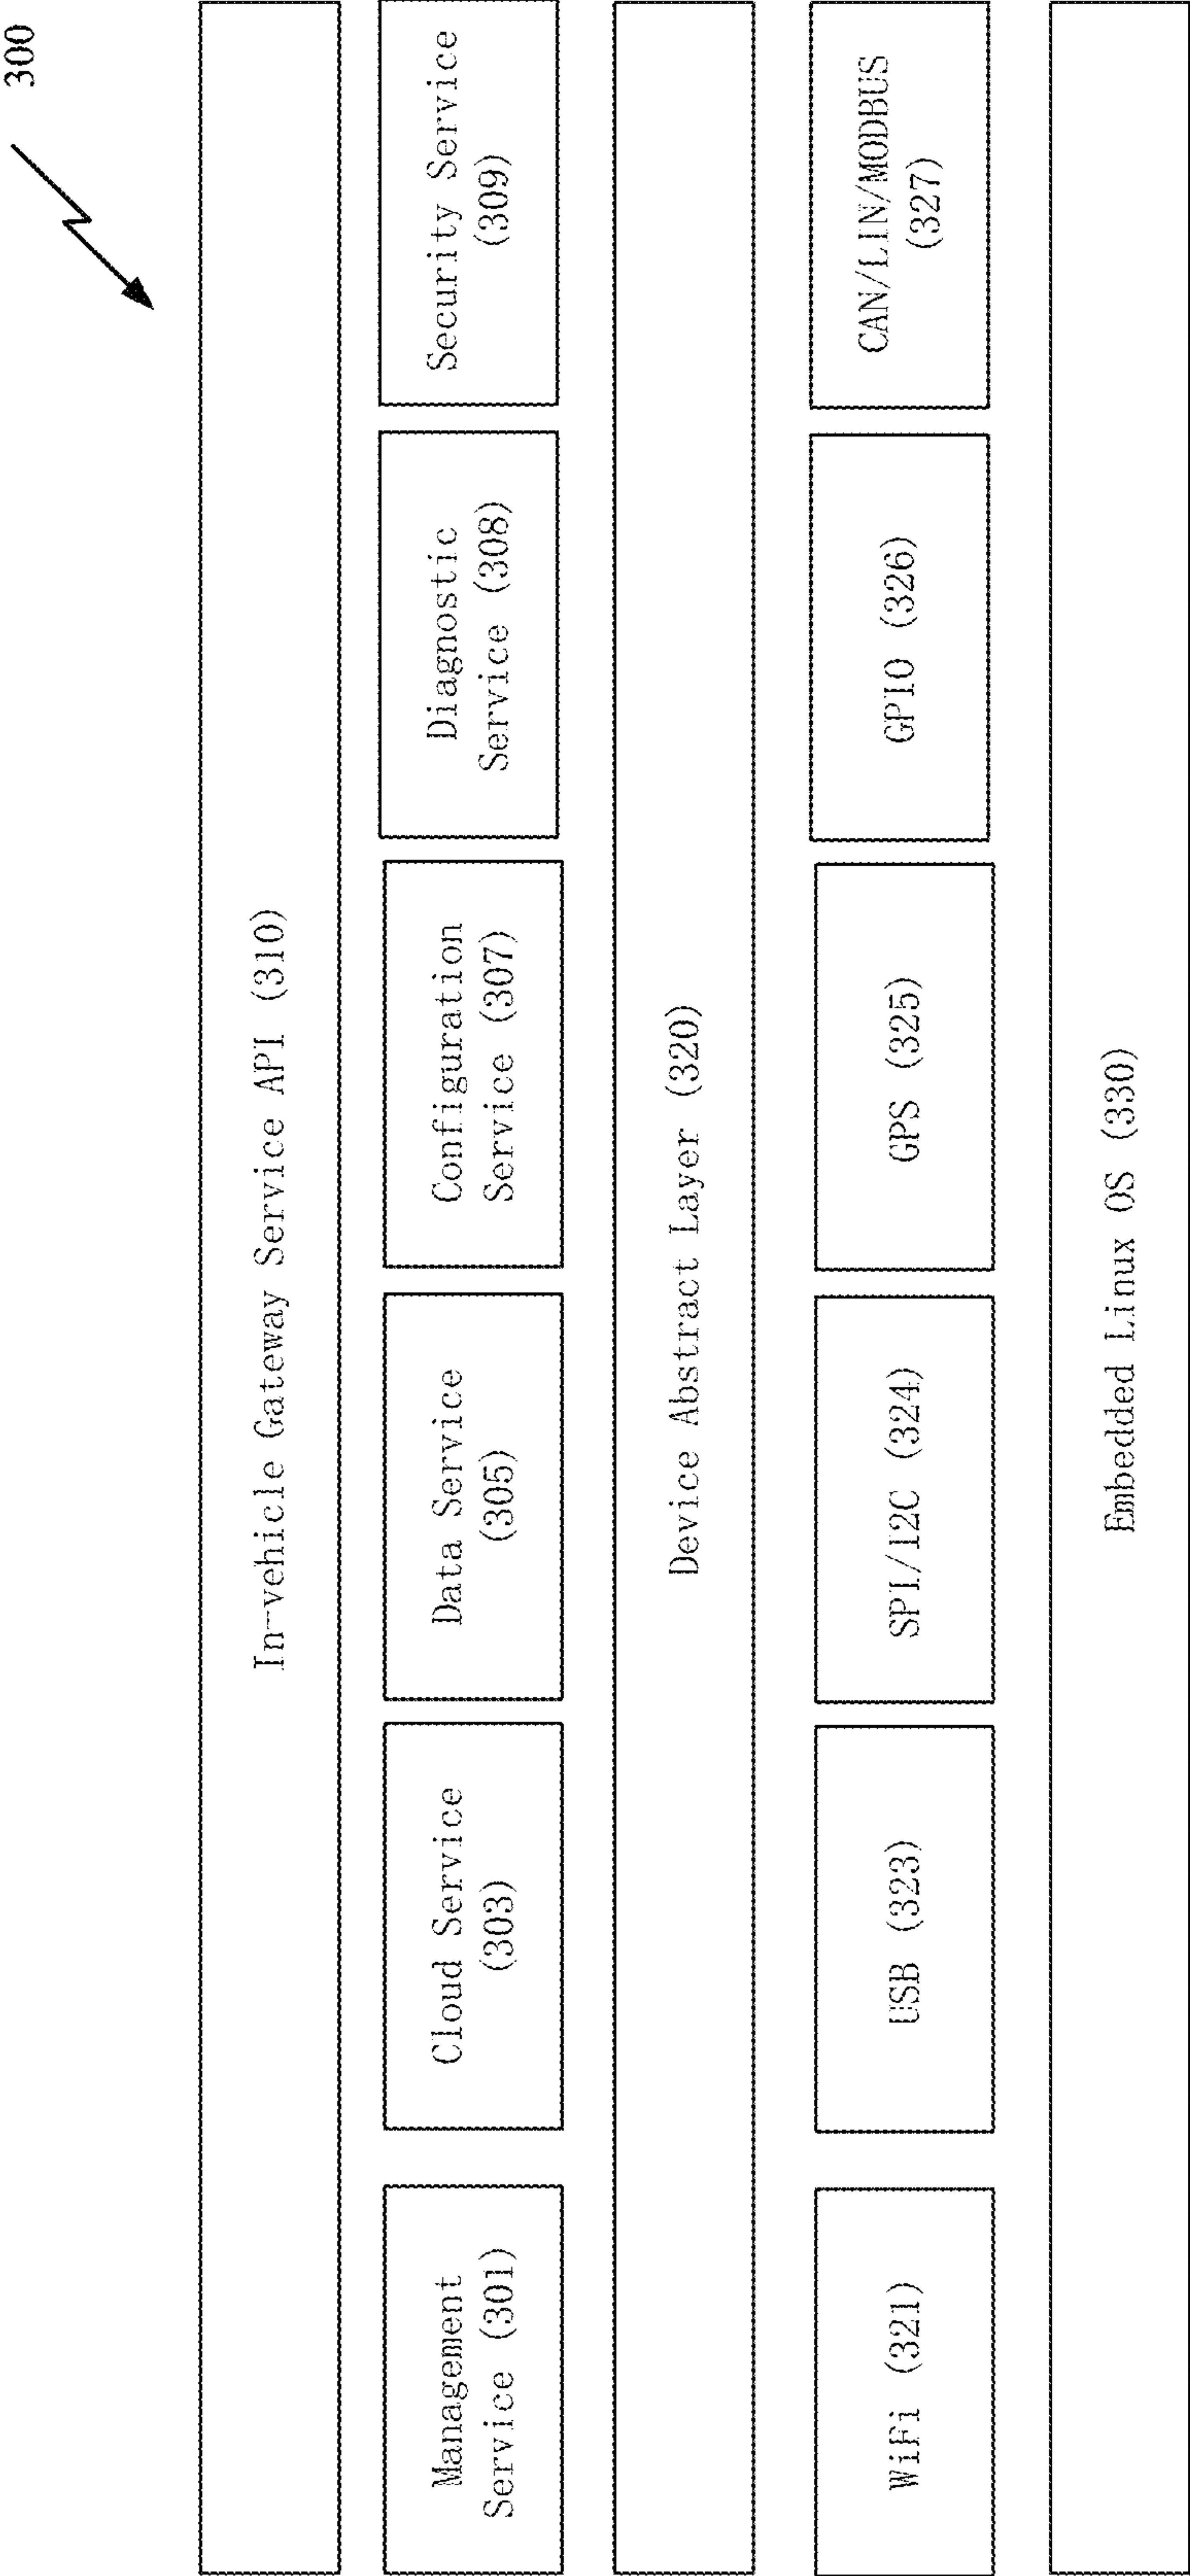 300
In-vehicle Gateway Service API (310)
Management
Service (301)
Cloud Service
(303)
Data Service
(305)
Configuration
Service (307)
Diagnostic
Service (308)
Security Service
(309)
Device Abstract Layer (320)
WiFi (321)
USB (323)
SPI/I2C (324)
GPS (325)
GPIO (326)
CAN/LIN/MODBUS
(327)
Embedded Linux OS (330)